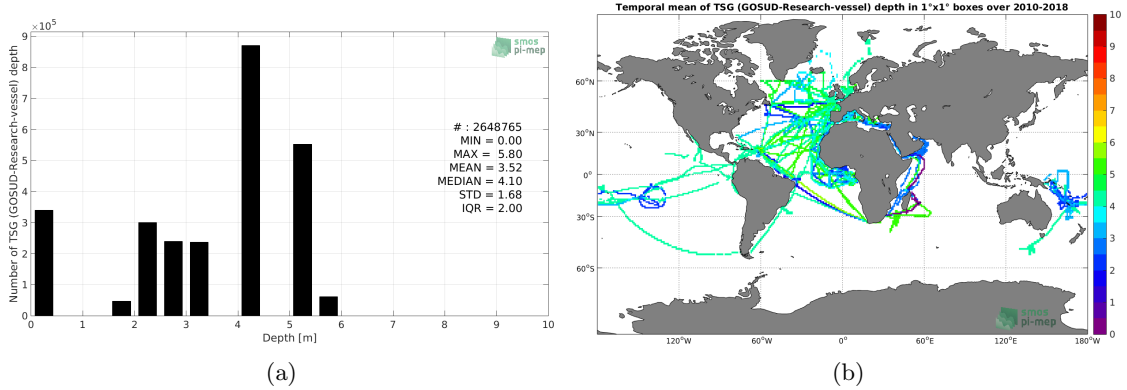 ×10⁵
9
8
7
6
5
4
3
2
1
0
Number of TSG (GOSUD-Research-vessel) depth
smos
pi-mep
# : 2648765
MIN = 0.00
MAX = 5.80
MEAN = 3.52
MEDIAN = 4.10
STD = 1.68
IQR = 2.00
0 1 2 3 4 5 6 7 8 9 10
Depth [m]
(a)
Temporal mean of TSG (GOSUD-Research-vessel) depth in 1°x1° boxes over 2010-2018
60°N
30°N
0°
30°S
60°S
120°W 60°W 0° 60°E 120°E 180°W
smos
pi-mep
10
9
8
7
6
5
4
3
2
1
0
(b)